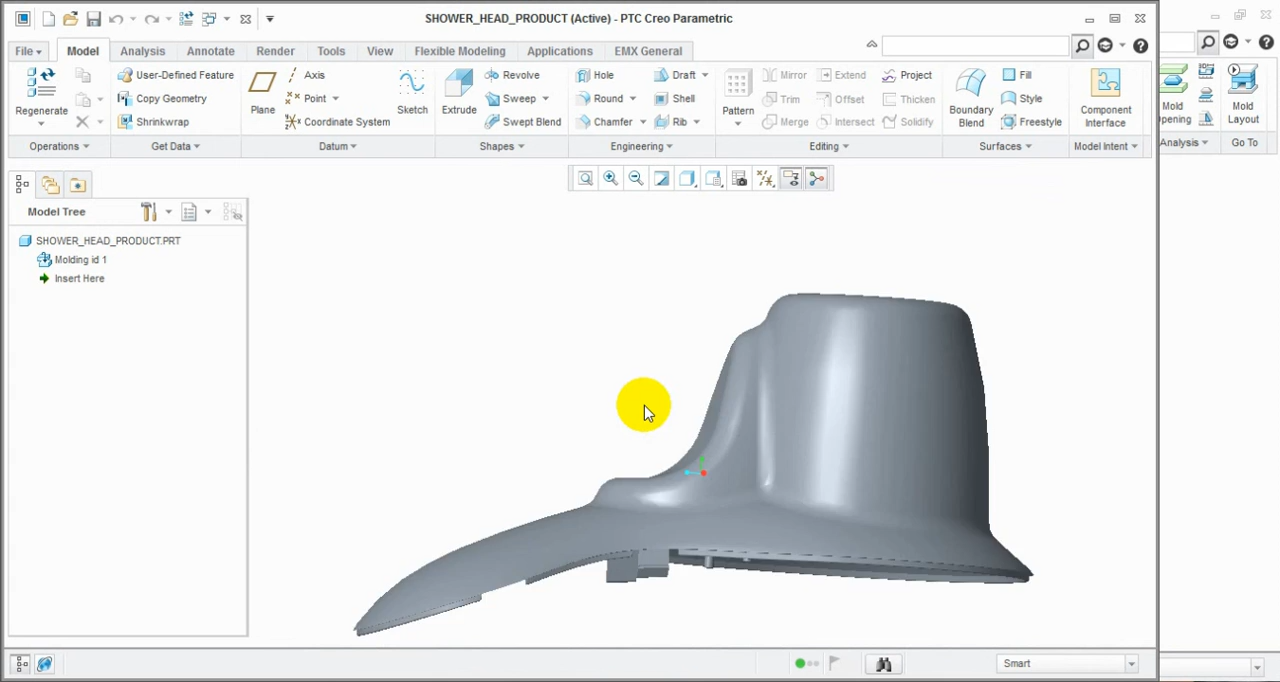 SHOWER_HEAD_PRODUCT (Active) - PTC Creo Parametric
File Model Analysis Annotate Render Tools View Flexible Modeling Applications EMX General
Regenerate
User-Defined Feature
Copy Geometry
Shrinkwrap
Plane
Axis
Point
Coordinate System
Sketch
Extrude
Revolve
Sweep
Swept Blend
Hole
Round
Chamfer
Draft
Shell
Rib
Pattern
Mirror
Trim
Merge
Extend
Offset
Intersect
Project
Thicken
Solidify
Boundary
Blend
Fill
Style
Freestyle
Component
Interface
Mold
Opening
Mold
Layout
Operations Get Data Datum Shapes Engineering Editing Surfaces Model Intent Analysis Go To
Model Tree
SHOWER_HEAD_PRODUCT.PRT
Molding id 1
Insert Here
Smart